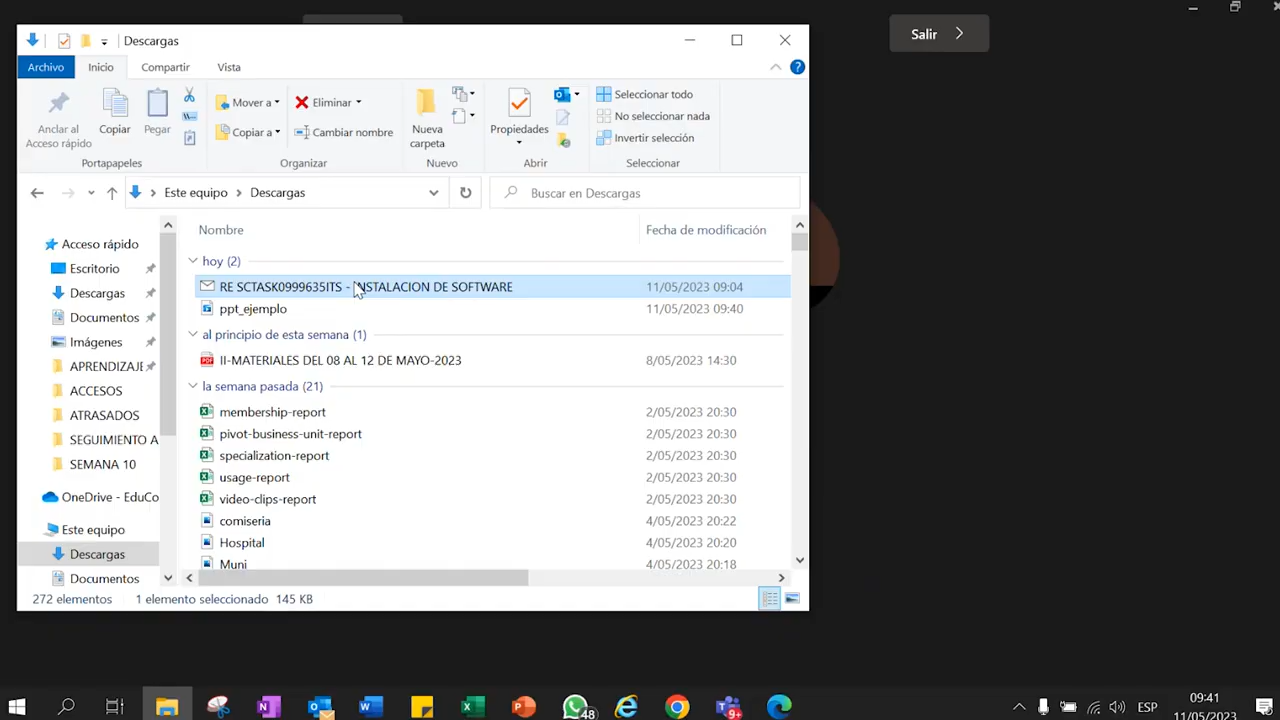 Descargas
Salir
Archivo
Inicio
Compartir
Vista
Anclar al
Acceso rápido
Copiar
Pegar
Portapapeles
Mover a
Copiar a
Eliminar
Cambiar nombre
Organizar
Nueva
carpeta
Nuevo
Propiedades
Abrir
Seleccionar todo
No seleccionar nada
Invertir selección
Seleccionar
Este equipo > Descargas
Buscar en Descargas
Nombre
Fecha de modificación
Acceso rápido
Escritorio
Descargas
Documentos
Imágenes
APRENDIZAJE
ACCESOS
ATRASADOS
SEGUIMIENTO A
SEMANA 10
OneDrive - EduCo
Este equipo
Descargas
Documentos
hoy (2)
RE SCTASK0999635ITS - INSTALACION DE SOFTWARE 11/05/2023 09:04
ppt_ejemplo 11/05/2023 09:40
al principio de esta semana (1)
II-MATERIALES DEL 08 AL 12 DE MAYO-2023 8/05/2023 14:30
la semana pasada (21)
membership-report 2/05/2023 20:30
pivot-business-unit-report 2/05/2023 20:30
specialization-report 2/05/2023 20:30
usage-report 2/05/2023 20:30
video-clips-report 2/05/2023 20:30
comiseria 4/05/2023 20:22
Hospital 4/05/2023 20:20
Muni 4/05/2023 20:18
272 elementos 1 elemento seleccionado 145 KB
48
9+
ESP
09:41
11/05/2023